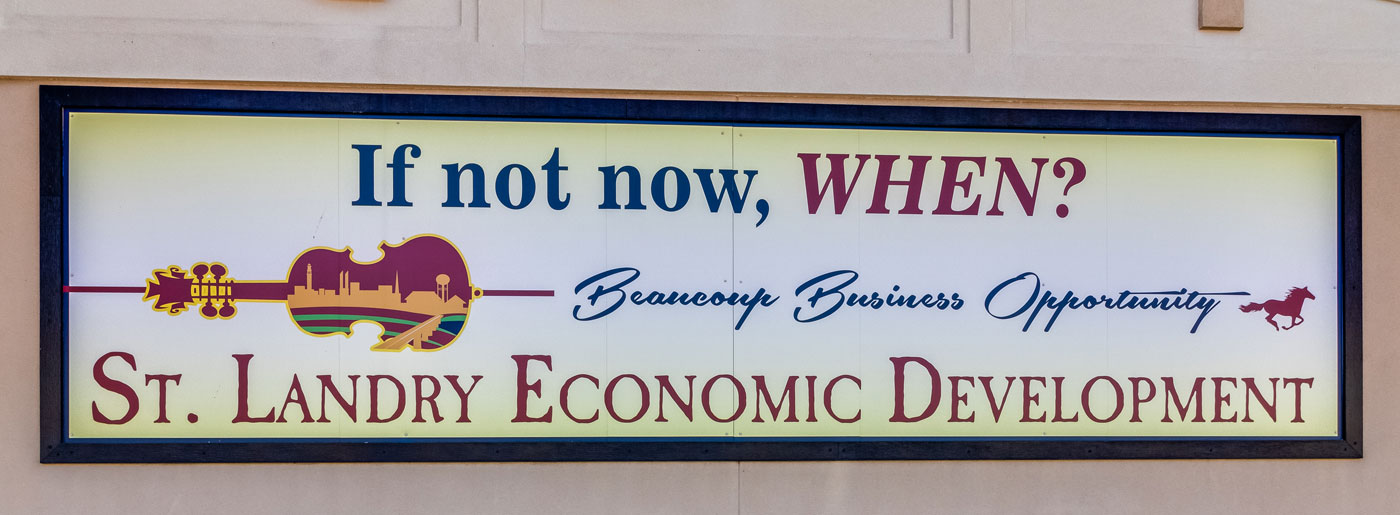 If not now, WHEN?
Beaucoup Business Opportunity
St. Landry Economic Development